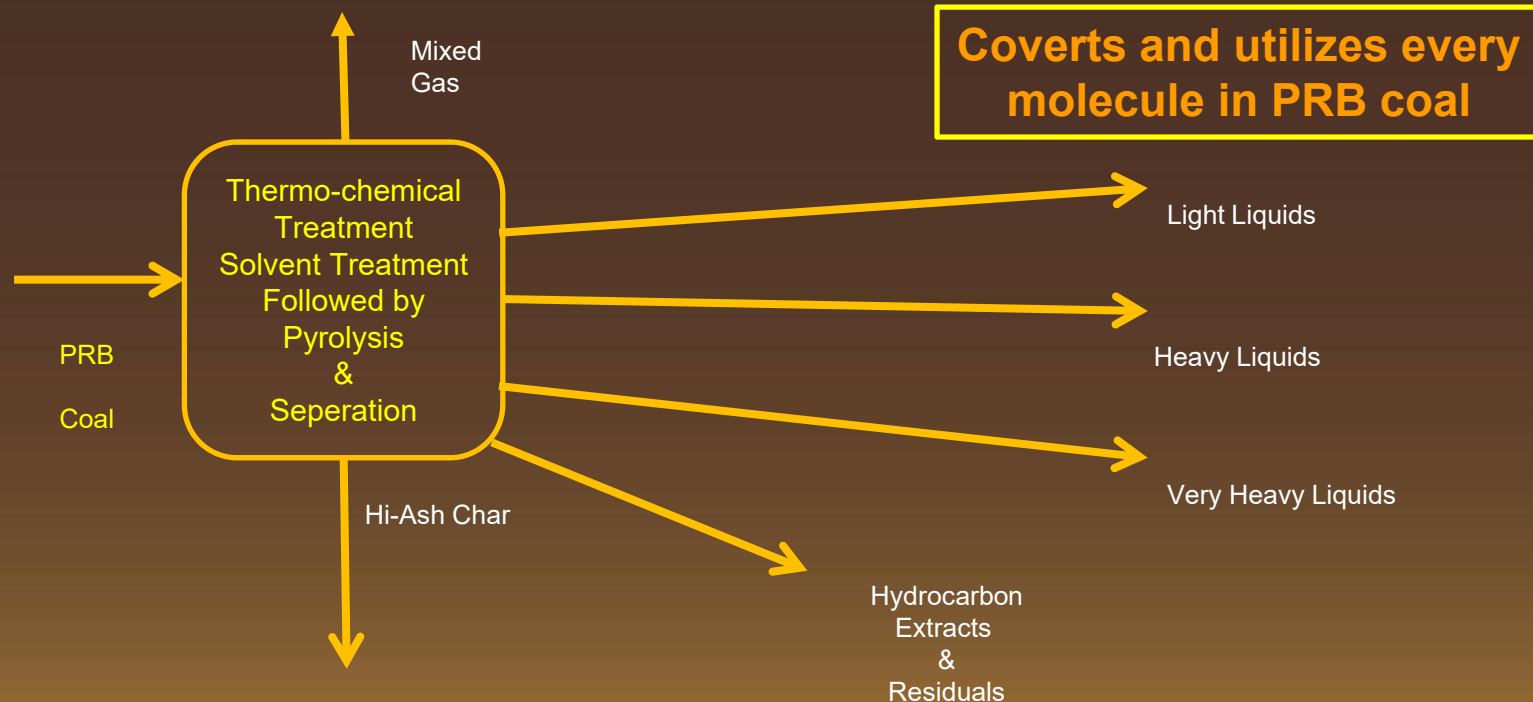 Mixed
Gas
Coverts and utilizes every
molecule in PRB coal
Thermo-chemical
Treatment
Solvent Treatment
Followed by
Pyrolysis
&
Seperation
PRB
Coal
Light Liquids
Heavy Liquids
Very Heavy Liquids
Hi-Ash Char
Hydrocarbon
Extracts
&
Residuals